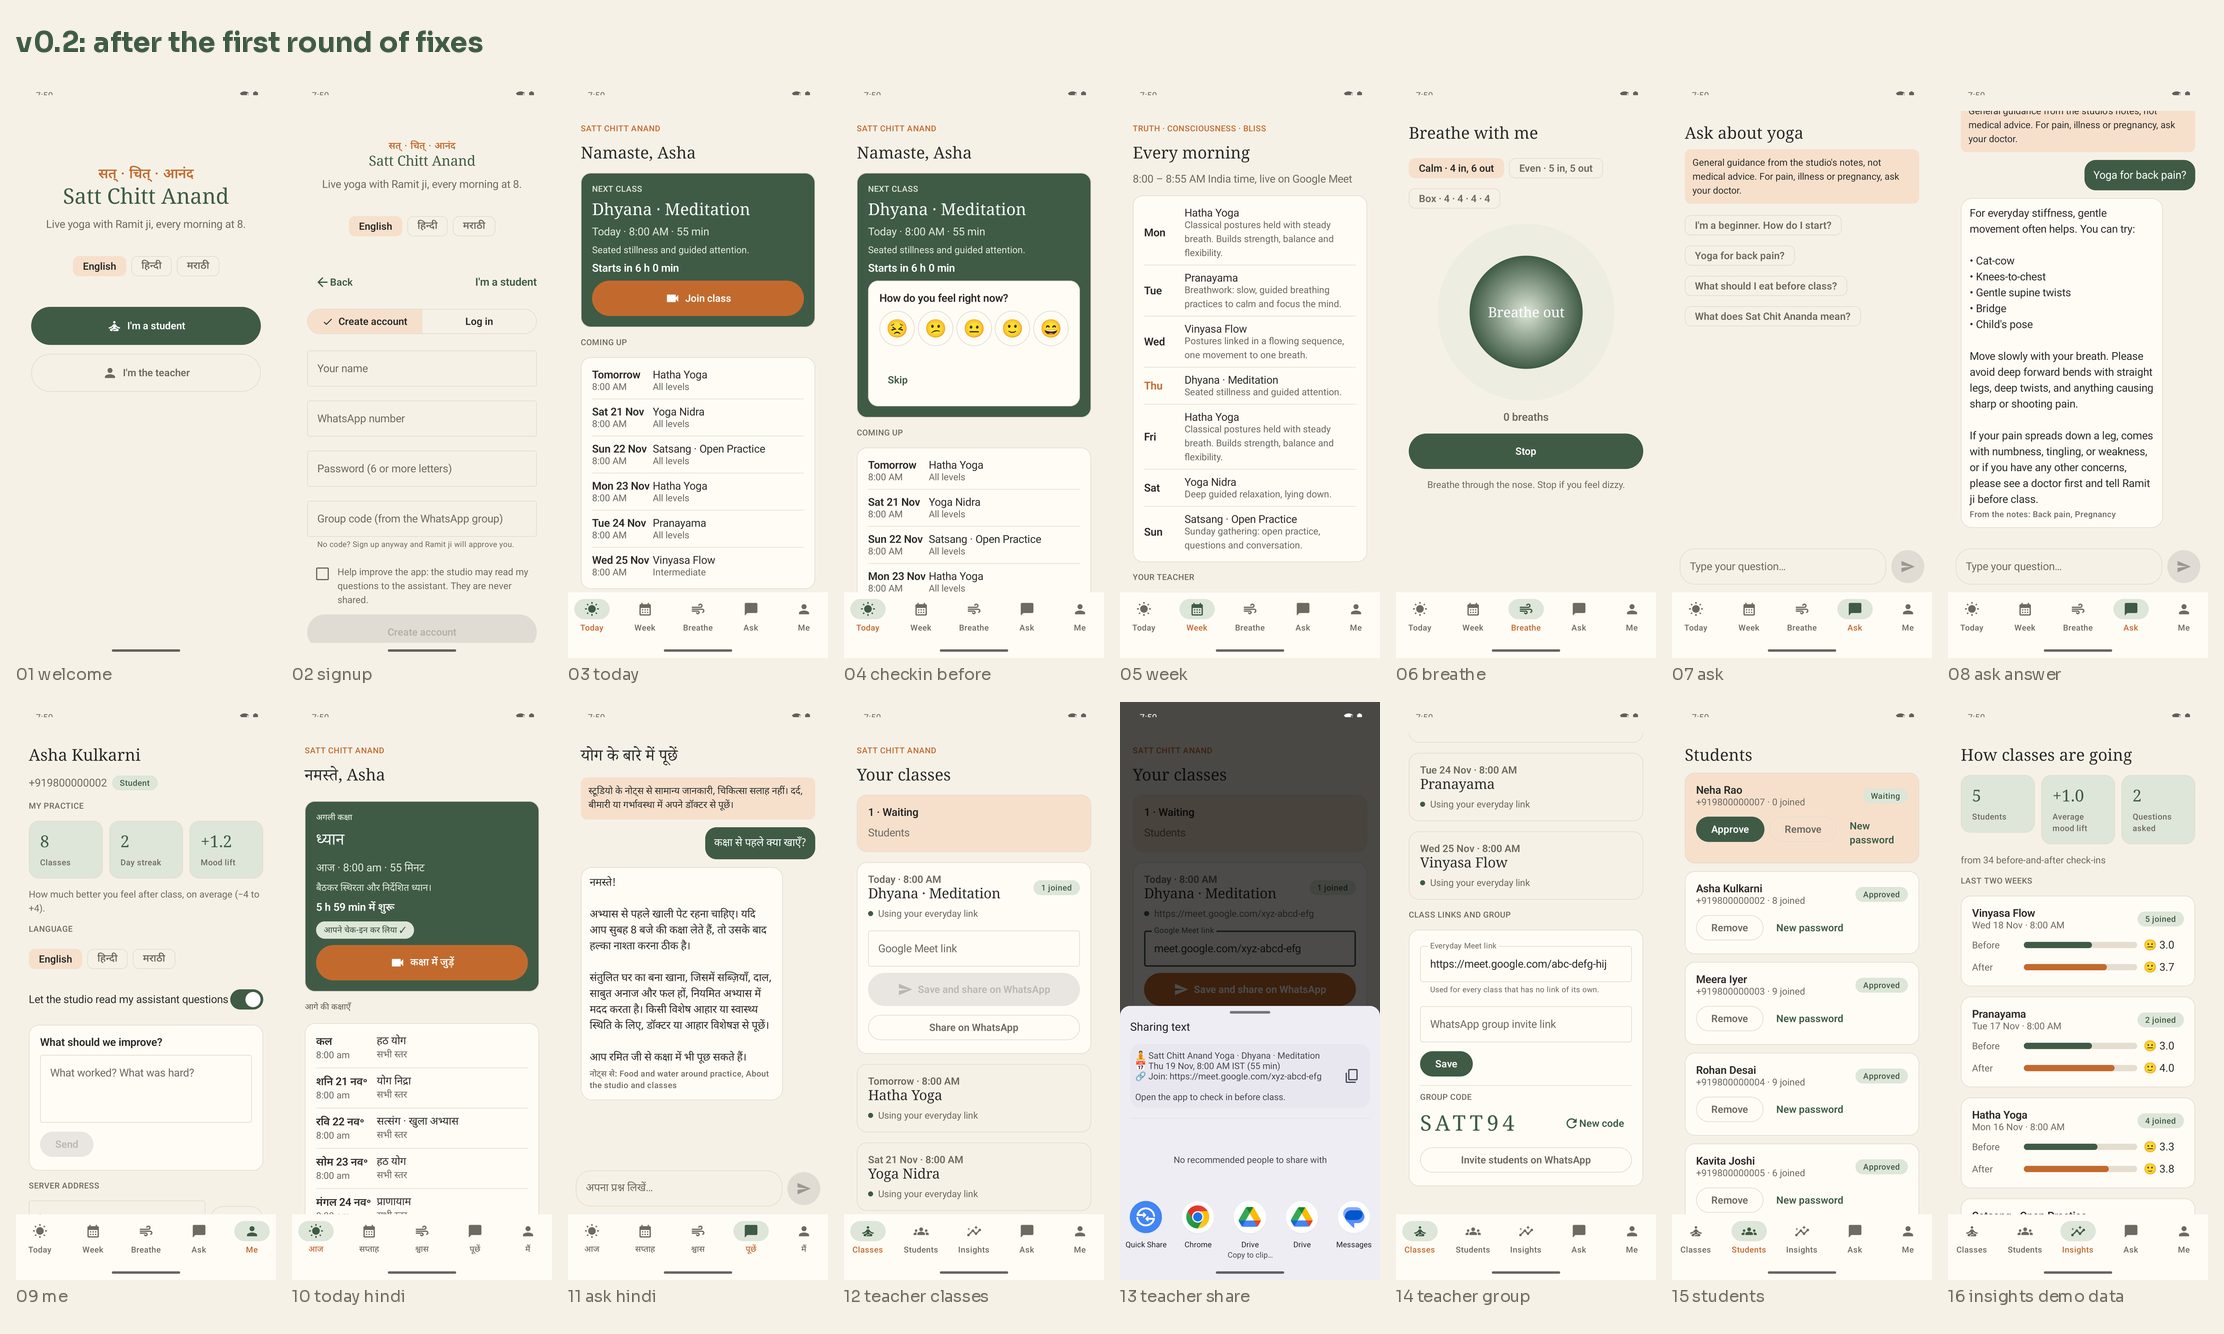 v0.2: after the first round of fixes
सत् · चित् · आनंद
Satt Chitt Anand
Live yoga with Ramit ji, every morning at 8.
English
हिन्दी
मराठी
I'm a student
I'm the teacher
01 welcome
सत् · चित् · आनंद
Satt Chitt Anand
Live yoga with Ramit ji, every morning at 8.
English
हिन्दी
मराठी
Back
I'm a student
Create account
Log in
Your name
WhatsApp number
Password (6 or more letters)
Group code (from the WhatsApp group)
No code? Sign up anyway and Ramit ji will approve you.
Help improve the app: the studio may read my
questions to the assistant. They are never
shared.
Create account
02 signup
SATT CHITT ANAND
Namaste, Asha
NEXT CLASS
Dhyana · Meditation
Today · 8:00 AM · 55 min
Seated stillness and guided attention.
Starts in 6 h 0 min
Join class
COMING UP
Tomorrow Hatha Yoga
8:00 AM All levels
Sat 21 Nov Yoga Nidra
8:00 AM All levels
Sun 22 Nov Satsang · Open Practice
8:00 AM All levels
Mon 23 Nov Hatha Yoga
8:00 AM All levels
Tue 24 Nov Pranayama
8:00 AM All levels
Wed 25 Nov Vinyasa Flow
8:00 AM Intermediate
Today Week Breathe Ask Me
03 today
SATT CHITT ANAND
Namaste, Asha
NEXT CLASS
Dhyana · Meditation
Today · 8:00 AM · 55 min
Seated stillness and guided attention.
Starts in 6 h 0 min
How do you feel right now?
Skip
COMING UP
Tomorrow Hatha Yoga
8:00 AM All levels
Sat 21 Nov Yoga Nidra
8:00 AM All levels
Sun 22 Nov Satsang · Open Practice
8:00 AM All levels
Mon 23 Nov Hatha Yoga
8:00 AM All levels
Today Week Breathe Ask Me
04 checkin before
TRUTH · CONSCIOUSNESS · BLISS
Every morning
8:00 – 8:55 AM India time, live on Google Meet
Mon
Hatha Yoga
Classical postures held with steady
breath. Builds strength, balance and
flexibility.
Tue
Pranayama
Breathwork: slow, guided breathing
practices to calm and focus the mind.
Wed
Vinyasa Flow
Postures linked in a flowing sequence,
one movement to one breath.
Thu
Dhyana · Meditation
Seated stillness and guided attention.
Fri
Hatha Yoga
Classical postures held with steady
breath. Builds strength, balance and
flexibility.
Sat
Yoga Nidra
Deep guided relaxation, lying down.
Sun
Satsang · Open Practice
Sunday gathering: open practice,
questions and conversation.
YOUR TEACHER
Today Week Breathe Ask Me
05 week
Breathe with me
Calm · 4 in, 6 out
Even · 5 in, 5 out
Box · 4 · 4 · 4 · 4
Breathe out
0 breaths
Stop
Breathe through the nose. Stop if you feel dizzy.
Today Week Breathe Ask Me
06 breathe
Ask about yoga
General guidance from the studio's notes, not
medical advice. For pain, illness or pregnancy, ask
your doctor.
I'm a beginner. How do I start?
Yoga for back pain?
What should I eat before class?
What does Sat Chit Ananda mean?
Type your question...
Today Week Breathe Ask Me
07 ask
General guidance from the studio's notes, not
medical advice. For pain, illness or pregnancy, ask
your doctor.
Yoga for back pain?
For everyday stiffness, gentle
movement often helps. You can try:
• Cat-cow
• Knees-to-chest
• Gentle supine twists
• Bridge
• Child's pose
Move slowly with your breath. Please
avoid deep forward bends with straight
legs, deep twists, and anything causing
sharp or shooting pain.
If your pain spreads down a leg, comes
with numbness, tingling, or weakness,
or if you have any other concerns,
please see a doctor first and tell Ramit
ji before class.
From the notes: Back pain, Pregnancy
Type your question...
Today Week Breathe Ask Me
08 ask answer
Asha Kulkarni
+919800000002 Student
MY PRACTICE
8 2 +1.2
Classes Day streak Mood lift
How much better you feel after class, on average (−4 to
+4).
LANGUAGE
English
हिन्दी
मराठी
Let the studio read my assistant questions
What should we improve?
What worked? What was hard?
Send
SERVER ADDRESS
Today Week Breathe Ask Me
09 me
SATT CHITT ANAND
नमस्ते, Asha
अगली कक्षा
ध्यान
आज · 8:00 am · 55 मिनट
बैठकर स्थिरता और निर्देशित ध्यान।
5 h 59 min में शुरू
आपने चेक-इन कर लिया ✓
कक्षा में जुड़ें
आगे की कक्षाएँ
कल हठ योग
8:00 am सभी स्तर
शनि 21 नव॰ योग निद्रा
8:00 am सभी स्तर
रवि 22 नव॰ सत्संग · खुला अभ्यास
8:00 am सभी स्तर
सोम 23 नव॰ हठ योग
8:00 am सभी स्तर
मंगल 24 नव॰ प्राणायाम
आज सप्ताह श्वास पूछें मैं
10 today hindi
योग के बारे में पूछें
स्टूडियो के नोट्स से सामान्य जानकारी, चिकित्सा सलाह नहीं। दर्द,
बीमारी या गर्भावस्था में अपने डॉक्टर से पूछें।
कक्षा से पहले क्या खाएँ?
नमस्ते!
अभ्यास से पहले खाली पेट रहना चाहिए। यदि
आप सुबह 8 बजे की कक्षा लेते हैं, तो उसके बाद
हल्का नाश्ता करना ठीक है।
संतुलित घर का बना खाना, जिसमें सब्ज़ियाँ, दाल,
साबुत अनाज और फल हों, नियमित अभ्यास में
मदद करता है। किसी विशेष आहार या स्वास्थ्य
स्थिति के लिए, डॉक्टर या आहार विशेषज्ञ से पूछें।
आप रमित जी से कक्षा में भी पूछ सकते हैं।
नोट्स से: Food and water around practice, About
the studio and classes
अपना प्रश्न लिखें...
आज सप्ताह श्वास पूछें मैं
11 ask hindi
SATT CHITT ANAND
Your classes
1 · Waiting
Students
Today · 8:00 AM
Dhyana · Meditation
1 joined
Using your everyday link
Google Meet link
Save and share on WhatsApp
Share on WhatsApp
Tomorrow · 8:00 AM
Hatha Yoga
Using your everyday link
Sat 21 Nov · 8:00 AM
Yoga Nidra
Using your everyday link
Classes Students Insights Ask Me
12 teacher classes
SATT CHITT ANAND
Your classes
1 · Waiting
Students
Today · 8:00 AM
Dhyana · Meditation
1 joined
https://meet.google.com/xyz-abcd-efg
Google Meet link
meet.google.com/xyz-abcd-efg
Save and share on WhatsApp
Sharing text
Satt Chitt Anand Yoga · Dhyana · Meditation
Thu 19 Nov, 8:00 AM IST (55 min)
Join: https://meet.google.com/xyz-abcd-efg
Open the app to check in before class.
No recommended people to share with
Quick Share Chrome Drive Drive Messages
Copy to clip...
13 teacher share
Tue 24 Nov · 8:00 AM
Pranayama
Using your everyday link
Wed 25 Nov · 8:00 AM
Vinyasa Flow
Using your everyday link
CLASS LINKS AND GROUP
Everyday Meet link
https://meet.google.com/abc-defg-hij
Used for every class that has no link of its own.
WhatsApp group invite link
Save
GROUP CODE
SATT94
New code
Invite students on WhatsApp
Classes Students Insights Ask Me
14 teacher group
Students
Neha Rao
+919800000007 · 0 joined
Waiting
Approve
Remove
New
password
Asha Kulkarni
+919800000002 · 8 joined
Approved
Remove
New password
Meera Iyer
+919800000003 · 9 joined
Approved
Remove
New password
Rohan Desai
+919800000004 · 9 joined
Approved
Remove
New password
Kavita Joshi
+919800000005 · 6 joined
Approved
Remove
New password
Classes Students Insights Ask Me
15 students
How classes are going
5 +1.0 2
Students
Average
mood lift
Questions
asked
from 34 before-and-after check-ins
LAST TWO WEEKS
Vinyasa Flow
Wed 18 Nov · 8:00 AM
5 joined
Before 3.0
After 3.7
Pranayama
Tue 17 Nov · 8:00 AM
2 joined
Before 3.0
After 4.0
Hatha Yoga
Mon 16 Nov · 8:00 AM
4 joined
Before 3.3
After 3.8
Classes Students Insights Ask Me
16 insights demo data